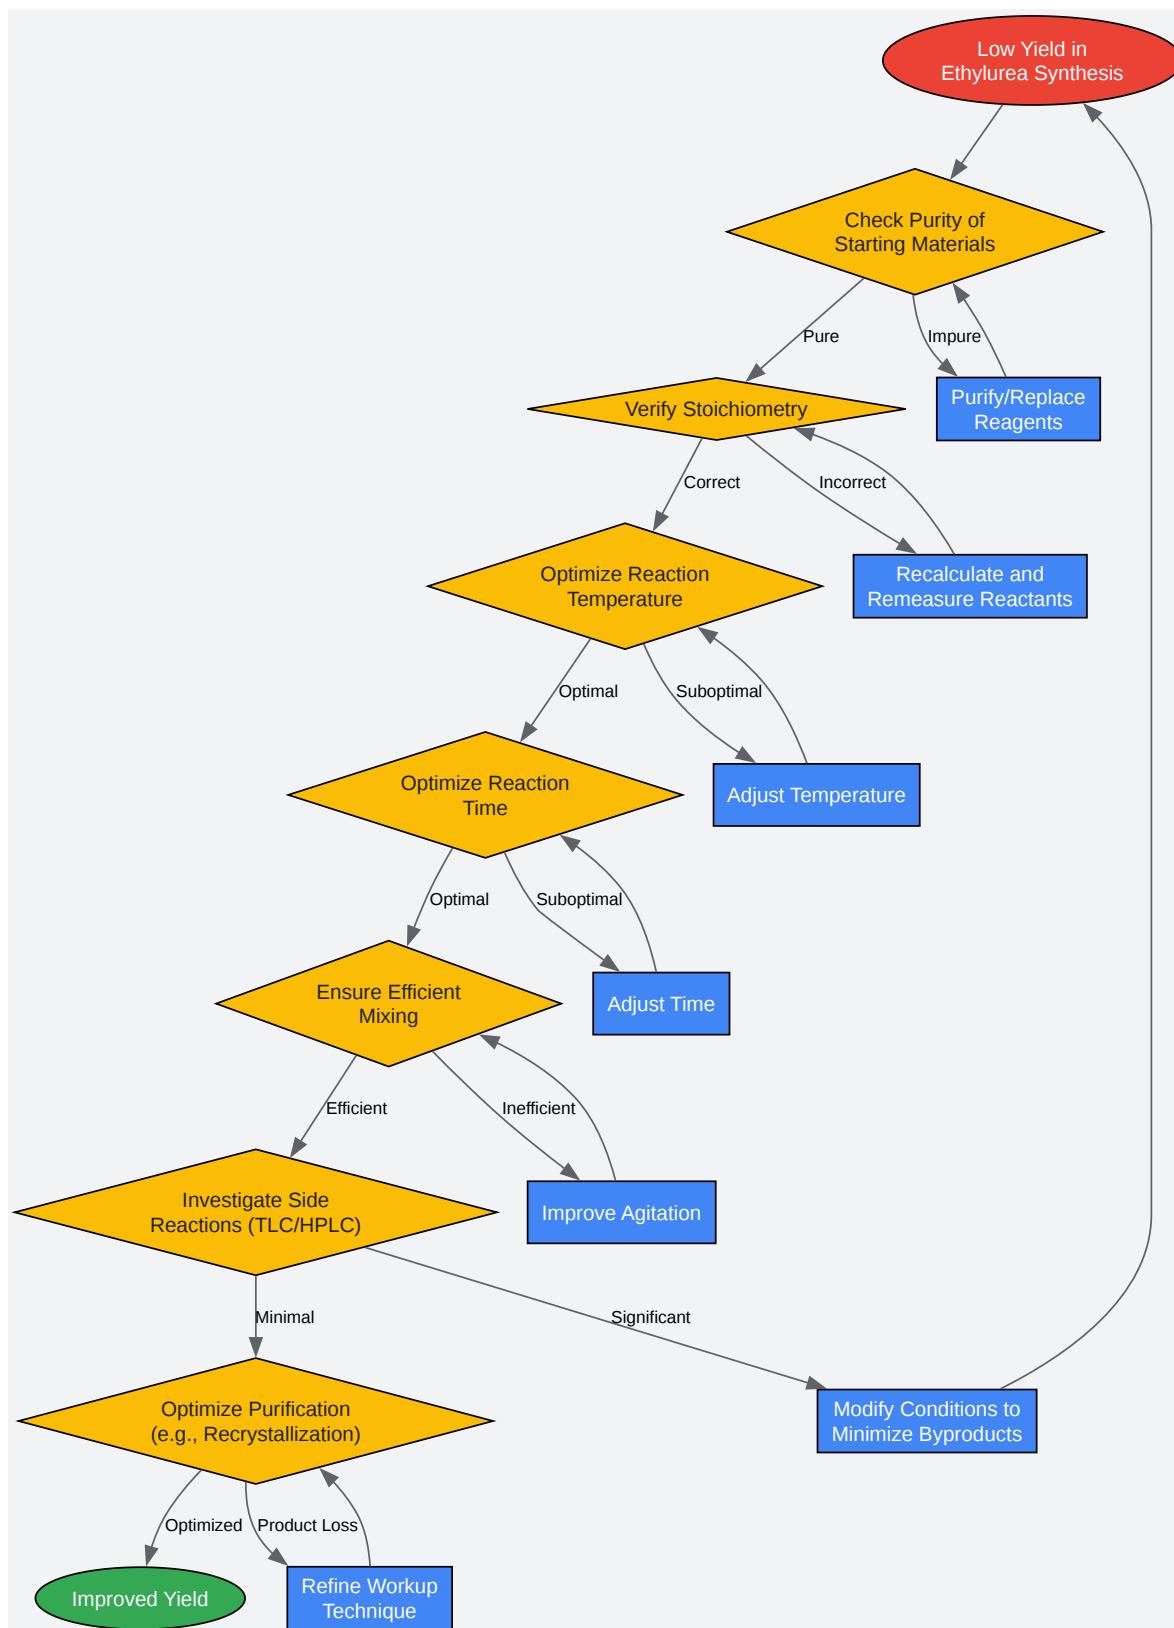 Low Yield in
Ethylurea Synthesis
Check Purity of
Starting Materials
Pure
Impure
Purify/Replace
Reagents
Verify Stoichiometry
Correct
Incorrect
Recalculate and
Remeasure Reactants
Optimize Reaction
Temperature
Optimal
Suboptimal
Adjust Temperature
Optimize Reaction
Time
Optimal
Suboptimal
Adjust Time
Ensure Efficient
Mixing
Efficient
Inefficient
Improve Agitation
Investigate Side
Reactions (TLC/HPLC)
Minimal
Significant
Modify Conditions to
Minimize Byproducts
Optimize Purification
(e.g., Recrystallization)
Optimized
Product Loss
Improved Yield
Refine Workup
Technique